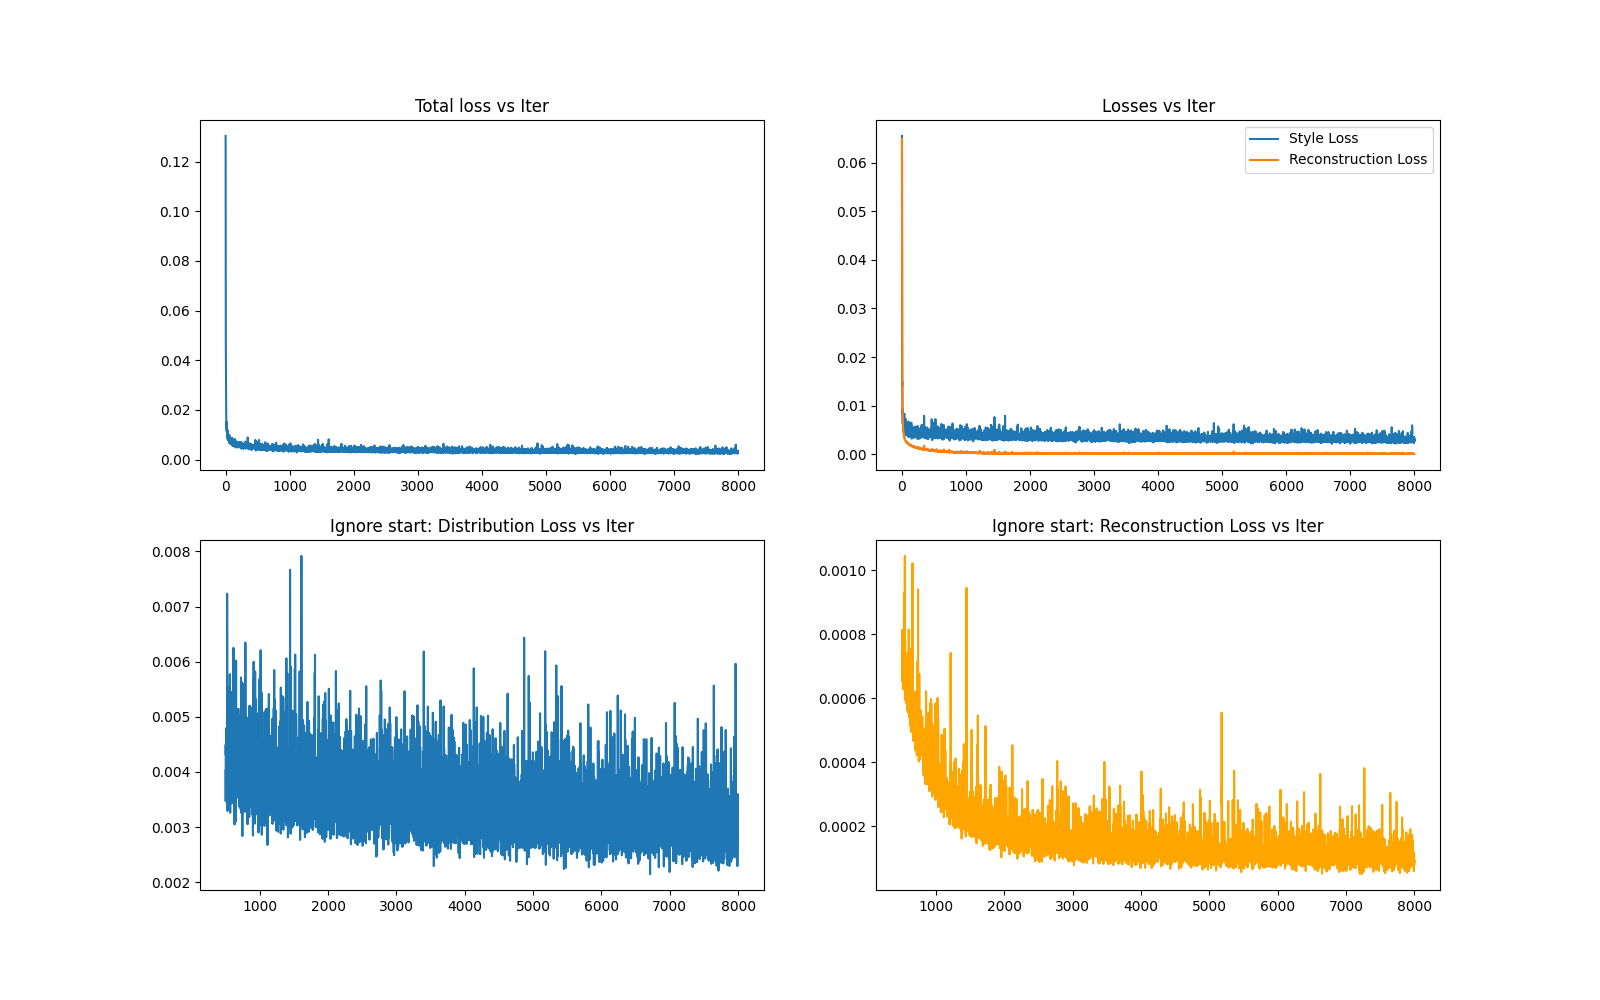 Total loss vs Iter
0.12
0.10
0.08
0.06
0.04
0.02
0.00
0 1000 2000 3000 4000 5000 6000 7000 8000
Losses vs Iter
Style Loss
Reconstruction Loss
0.06
0.05
0.04
0.03
0.02
0.01
0.00
0 1000 2000 3000 4000 5000 6000 7000 8000
Ignore start: Distribution Loss vs Iter
0.008
0.007
0.006
0.005
0.004
0.003
0.002
1000 2000 3000 4000 5000 6000 7000 8000
Ignore start: Reconstruction Loss vs Iter
0.0010
0.0008
0.0006
0.0004
0.0002
1000 2000 3000 4000 5000 6000 7000 8000